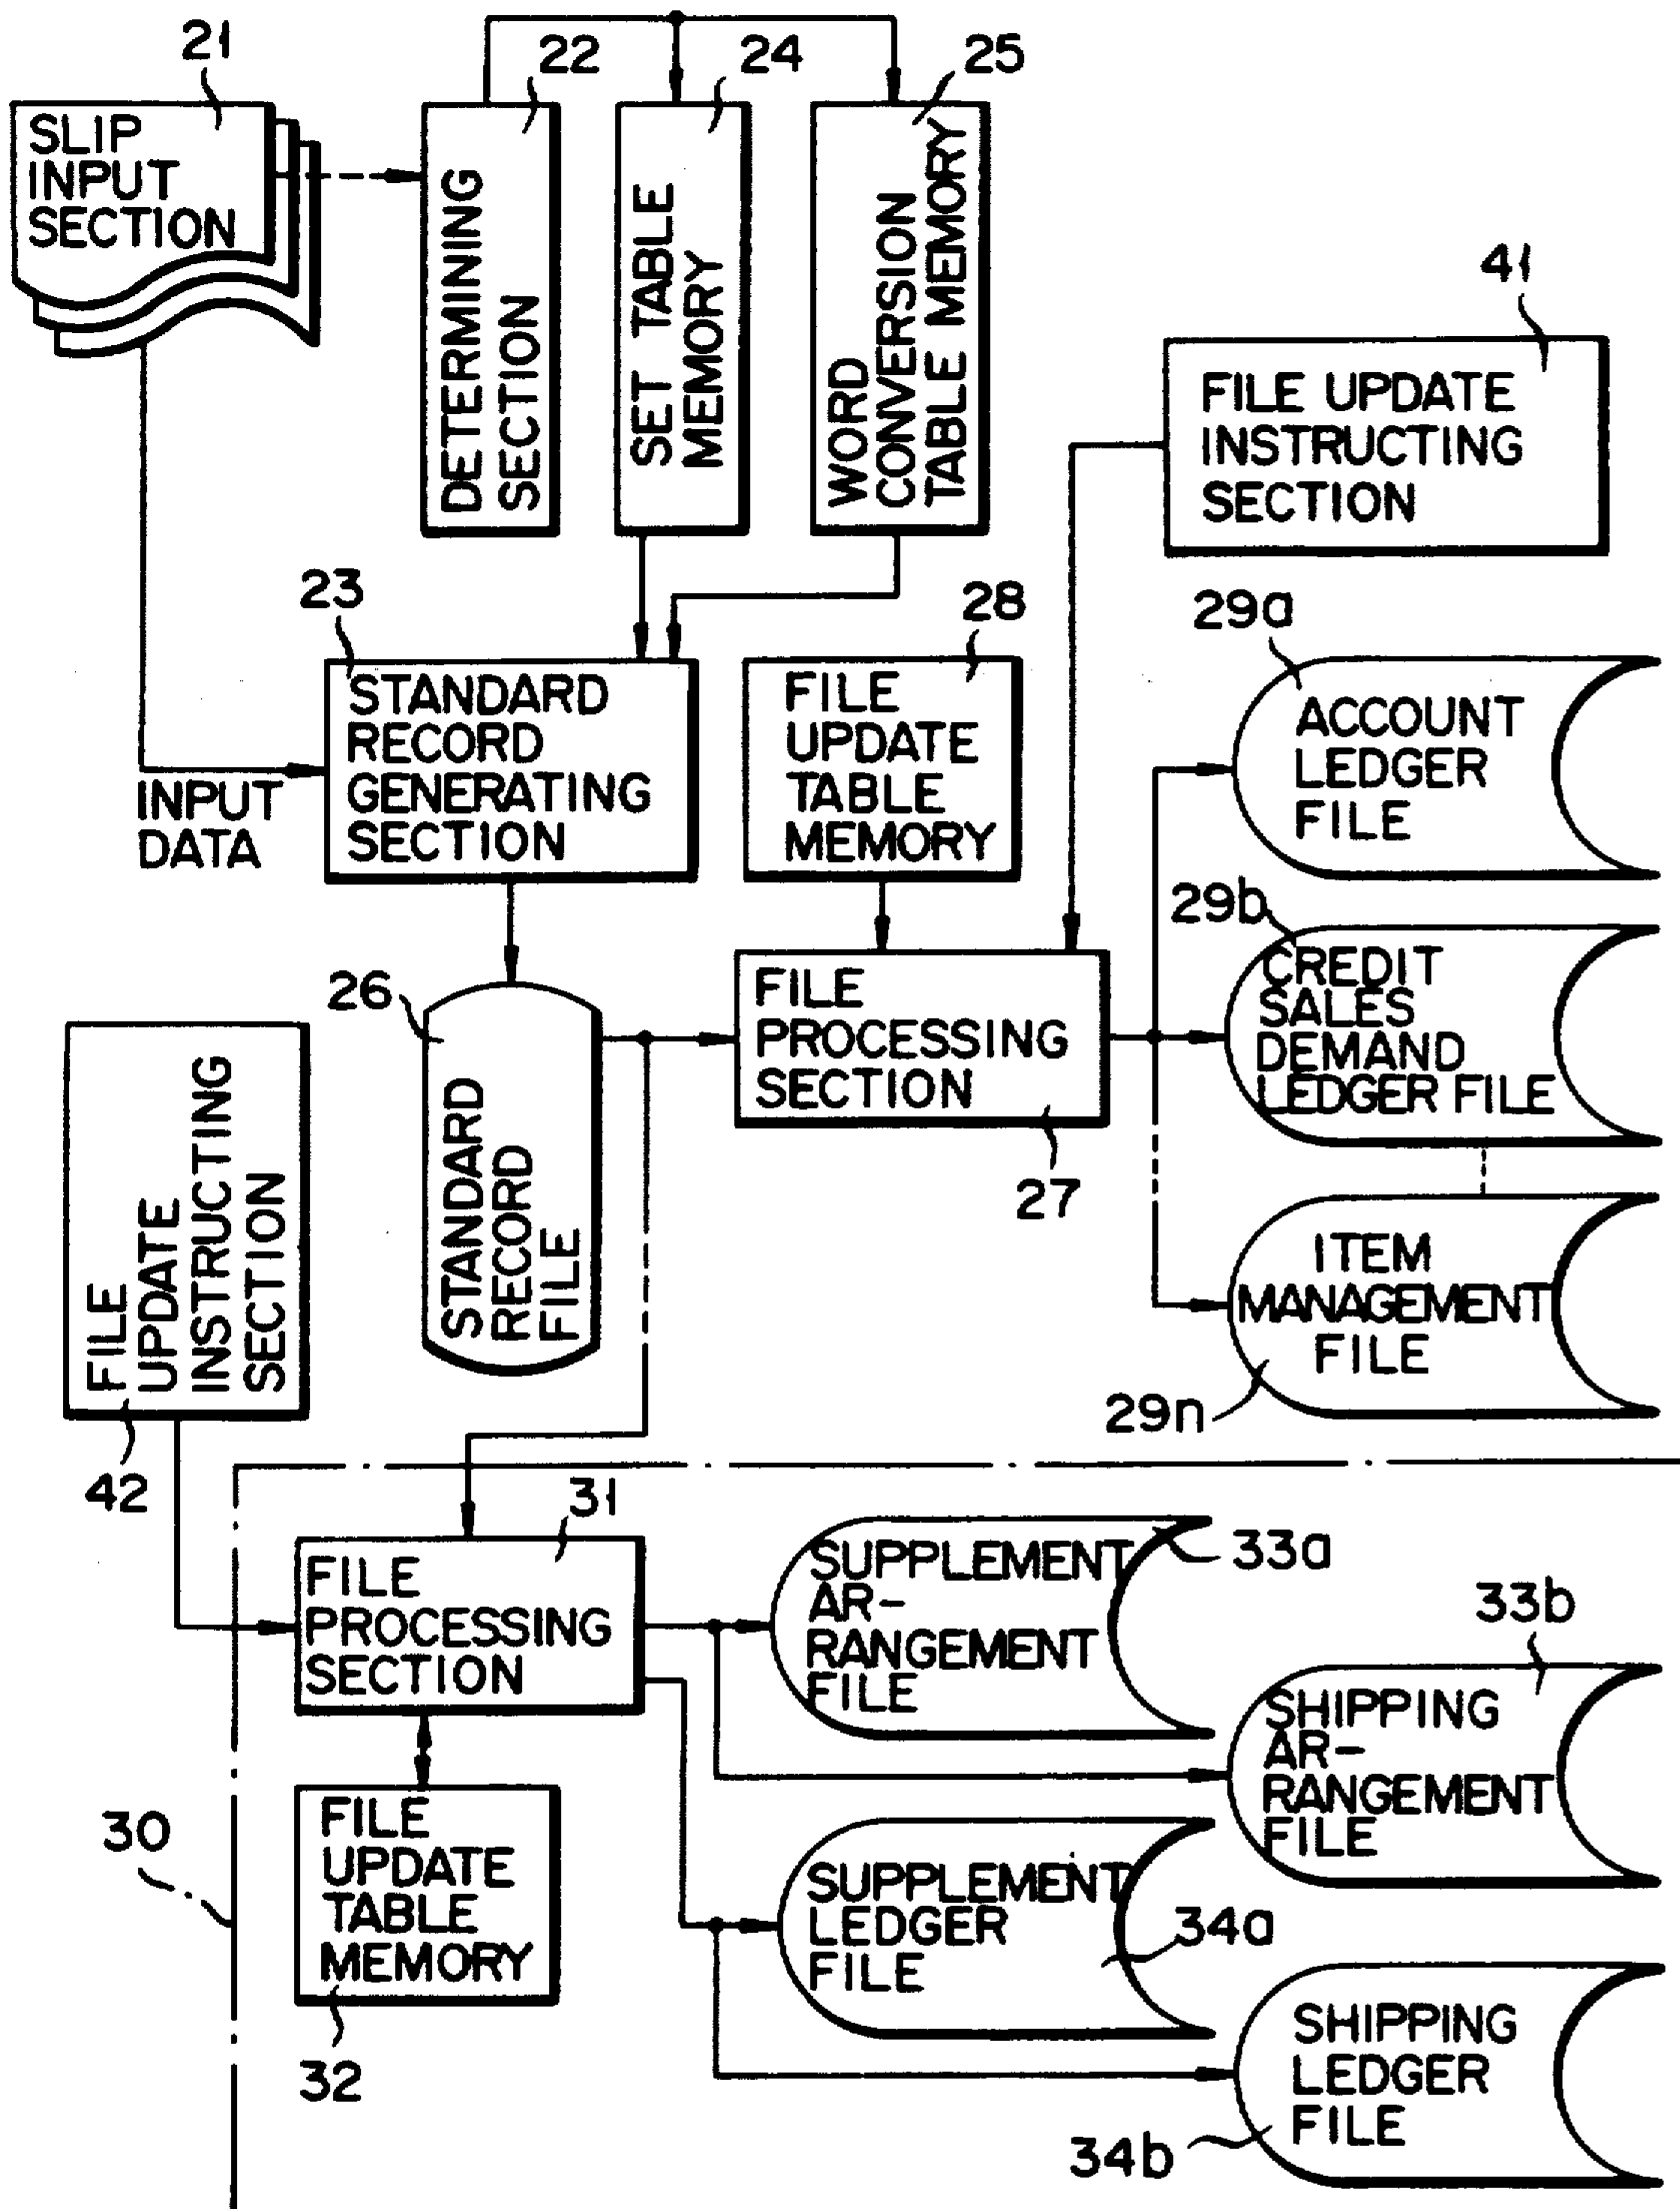 21
SLIP
INPUT
SECTION
22
DETERMINING
SECTION
24
SET TABLE
MEMORY
25
WORD
CONVERSION
TABLE MEMORY
41
FILE UPDATE
INSTRUCTING
SECTION
23
STANDARD
RECORD
GENERATING
SECTION
INPUT
DATA
28
FILE
UPDATE
TABLE
MEMORY
29a
ACCOUNT
LEDGER
FILE
29b
CREDIT
SALES
DEMAND
LEDGER FILE
26
STANDARD
RECORD
FILE
FILE
PROCESSING
SECTION
27
ITEM
MANAGEMENT
FILE
29n
FILE
UPDATE
INSTRUCTING
SECTION
42
31
FILE
PROCESSING
SECTION
33a
SUPPLEMENT
AR-
RANGEMENT
FILE
33b
SHIPPING
AR-
RANGEMENT
FILE
30
FILE
UPDATE
TABLE
MEMORY
32
SUPPLEMENT
LEDGER
FILE
34a
SHIPPING
LEDGER
FILE
34b